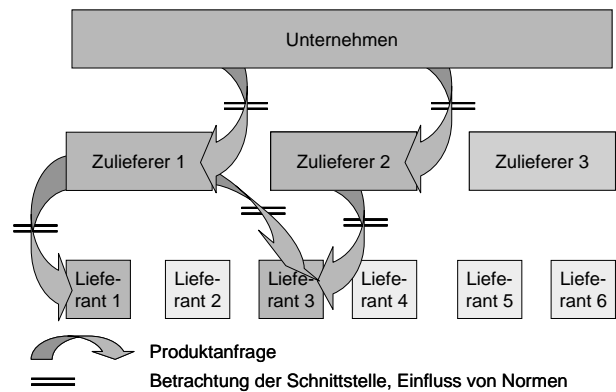 Unternehmen
Zulieferer 1
Zulieferer 2
Zulieferer 3
Liefe-
rant 1
Liefe-
rant 2
Liefe-
rant 3
Liefe-
rant 4
Liefe-
rant 5
Liefe-
rant 6
Produktanfrage
Betrachtung der Schnittstelle, Einfluss von Normen